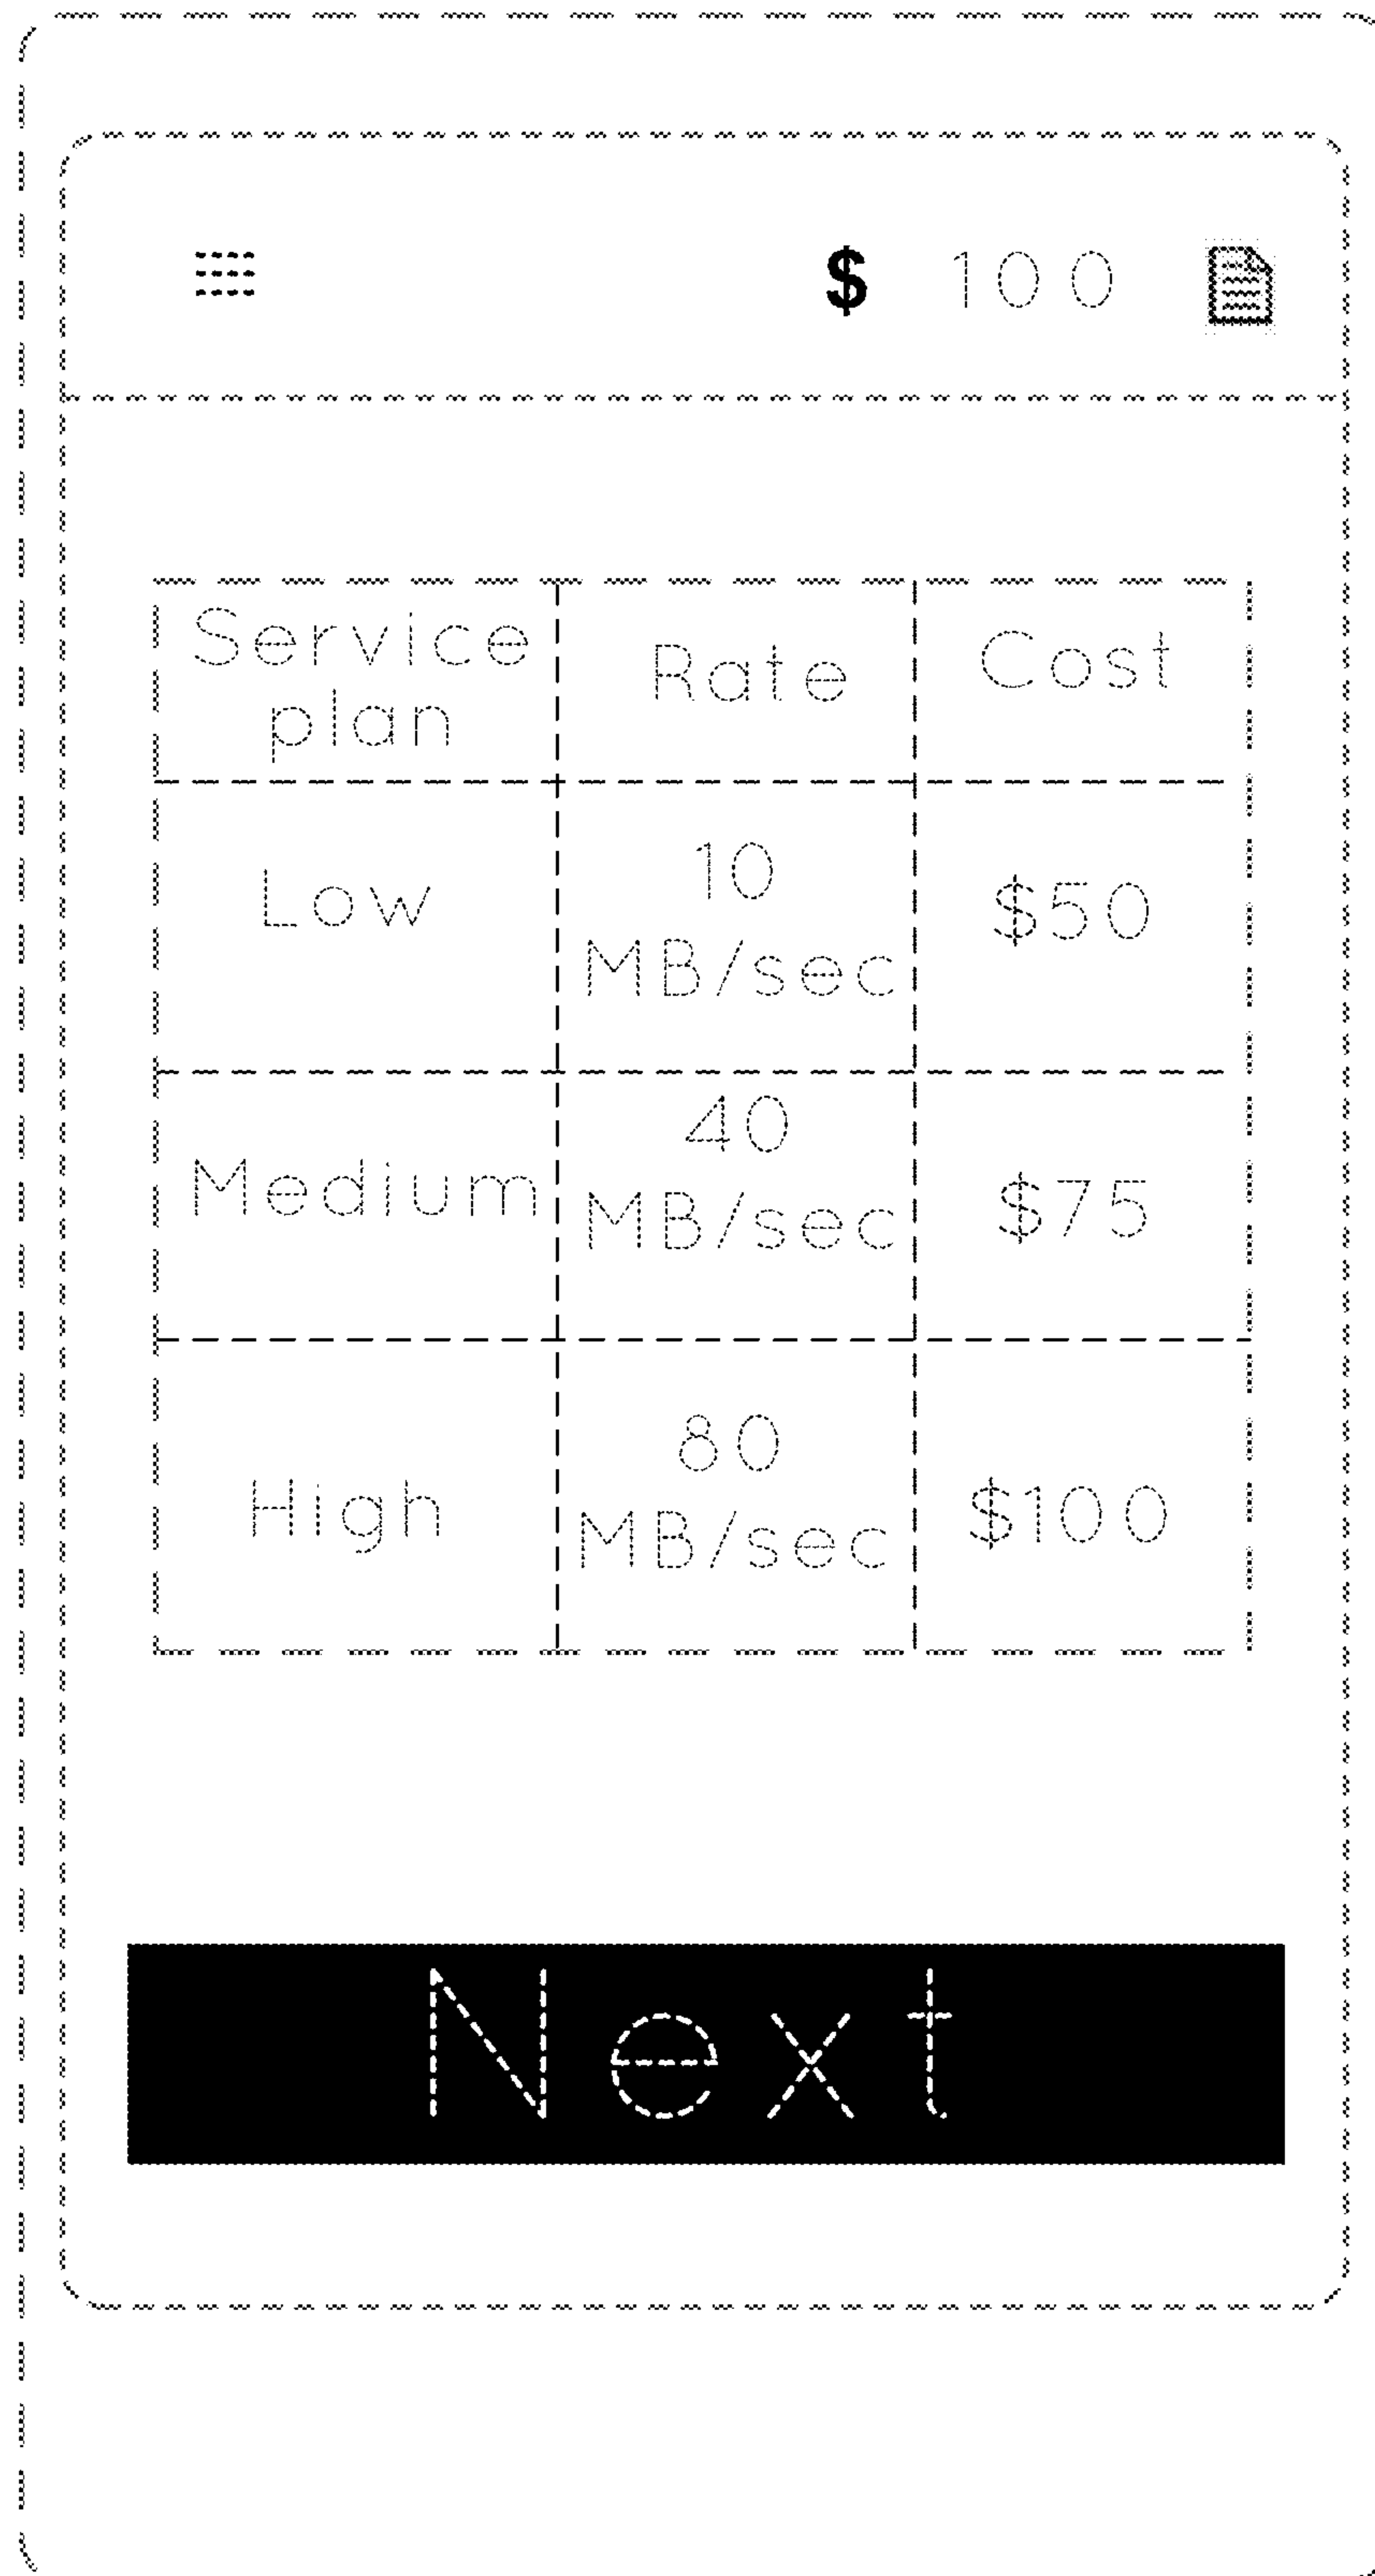 $ 100
Service plan Rate Cost
Low 10 MB/sec $50
Medium 40 MB/sec $75
High 80 MB/sec $100
Next